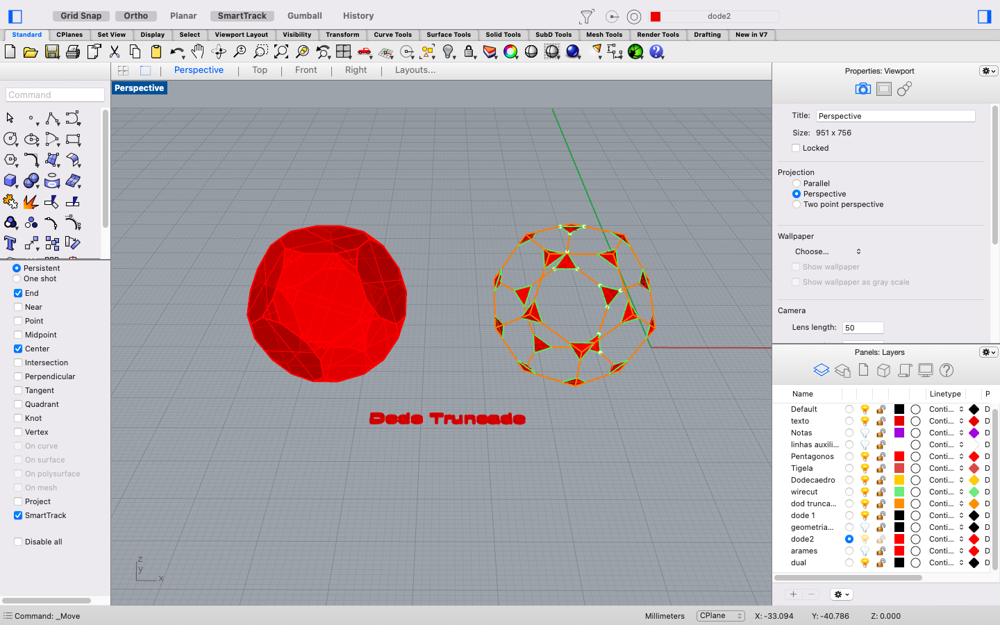 Grid Snap Ortho Planar SmartTrack Gumball History dode2
Standard CPlanes Set View Display Select Viewport Layout Visibility Transform Curve Tools Surface Tools Solid Tools SubD Tools Mesh Tools Render Tools Drafting New in V7
Perspective Top Front Right Layouts...
Properties: Viewport
Perspective
Command
Title: Perspective
Size: 951 x 756
Locked
Projection
Parallel
Perspective
Two point perspective
Wallpaper
Choose...
Show wallpaper
Show wallpaper as gray scale
Camera
Lens length: 50
Persistent
One shot
End
Near
Point
Midpoint
Center
Intersection
Perpendicular
Tangent
Quadrant
Knot
Vertex
On curve
On surface
On polysurface
On mesh
Project
SmartTrack
Disable all
Dodo Truncado
z
y
x
Panels: Layers
Name Linetype P
Default Conti... D
texto Conti... D
Notas Conti... D
linhas auxili... Conti... D
Pentagonos Conti... D
Tigela Conti... D
Dodecaedro Conti... D
wirecut Conti... D
dod trunca... Conti... D
dode 1 Conti... D
geometria... Conti... D
dode2 Conti... D
arames Conti... D
dual Conti... D
Command: _Move
Millimeters CPlane X: -33.094 Y: -40.786 Z: 0.000